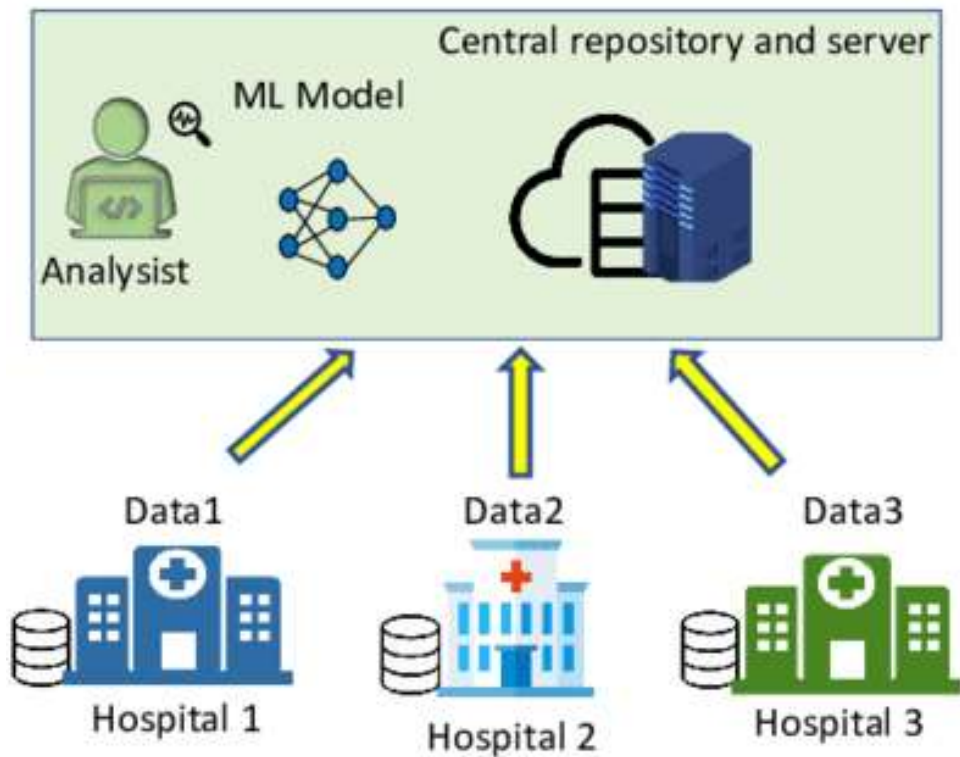 Central repository and server
ML Model
Analysist
Data1
Data2
Data3
Hospital 1
Hospital 2
Hospital 3